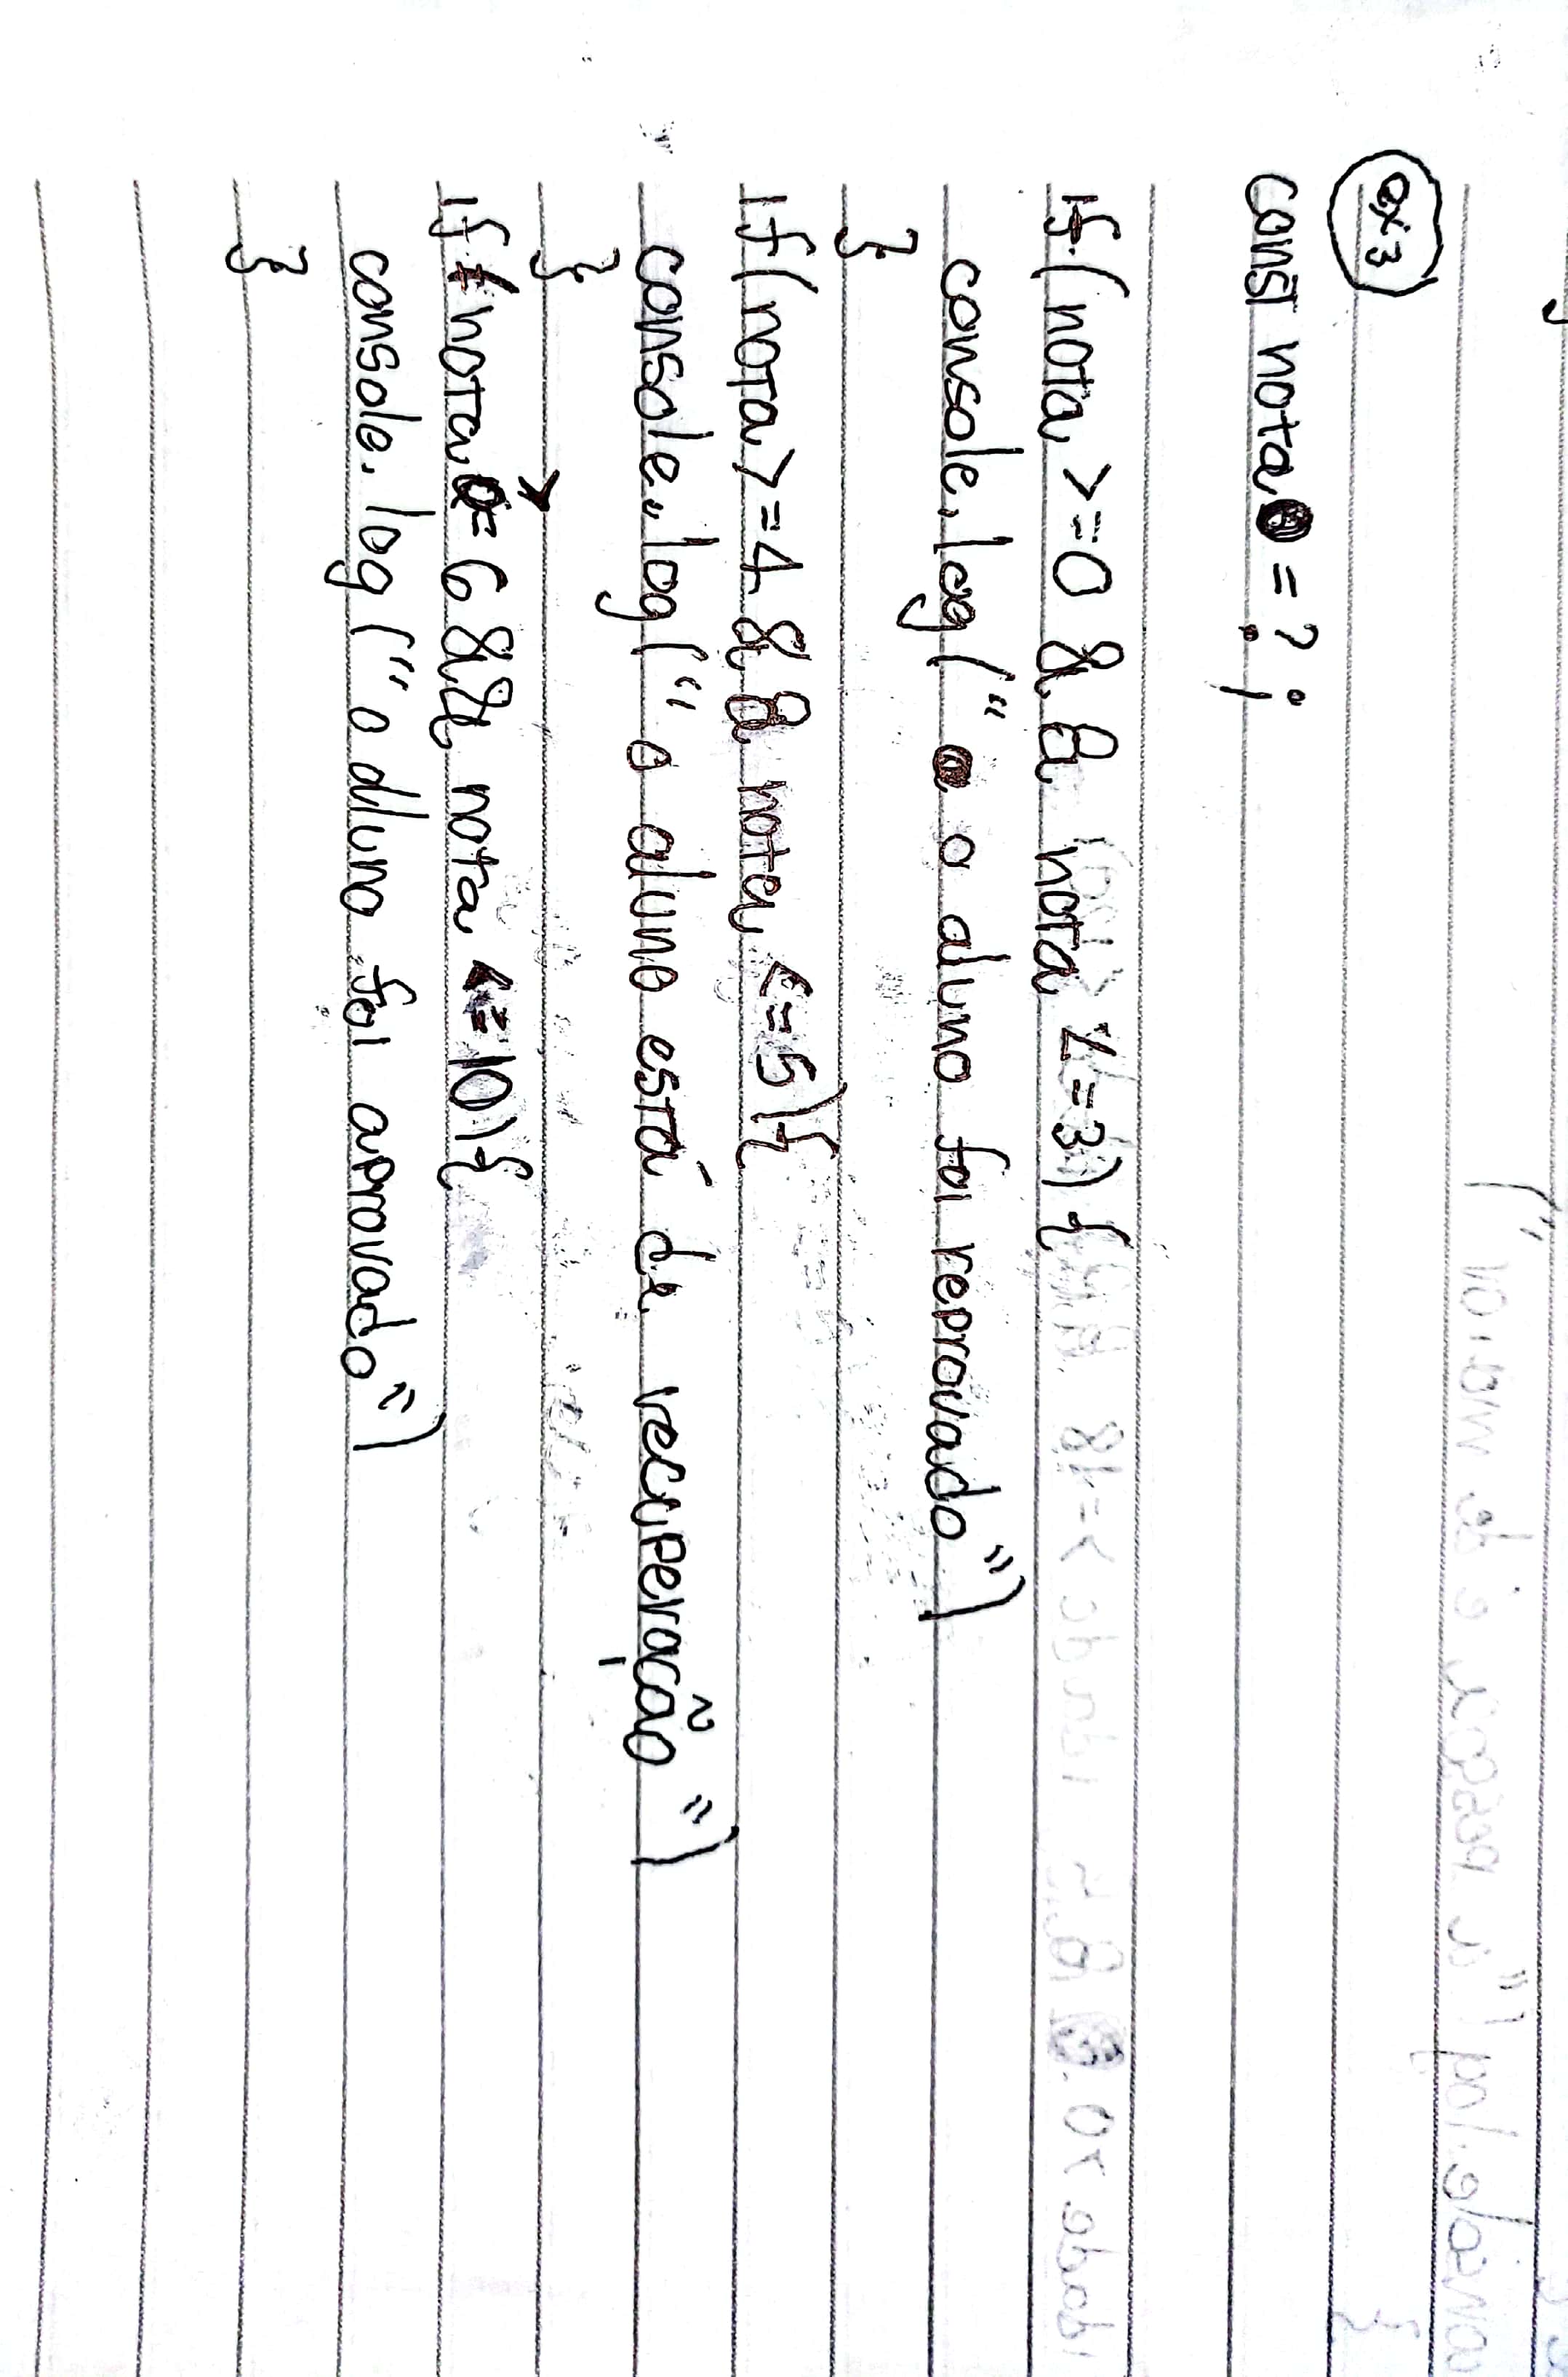 ex3
const nota = ?;
if (nota >= 0 && nota <= 3) {
console.log ("o aluno foi reprovado")
}
if (nota >= 4 && nota <= 5) {
console.log ("o aluno está de recuperação")
}
if (nota >= 6 && nota <= 10) {
console.log ("o aluno foi aprovado")
}